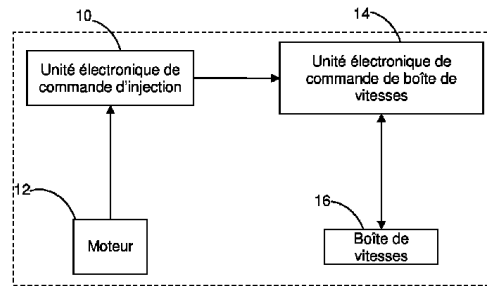 10
14
Unité électronique de
commande d'injection
Unité électronique de
commande de boîte de
vitesses
12
16
Moteur
Boîte de
vitesses